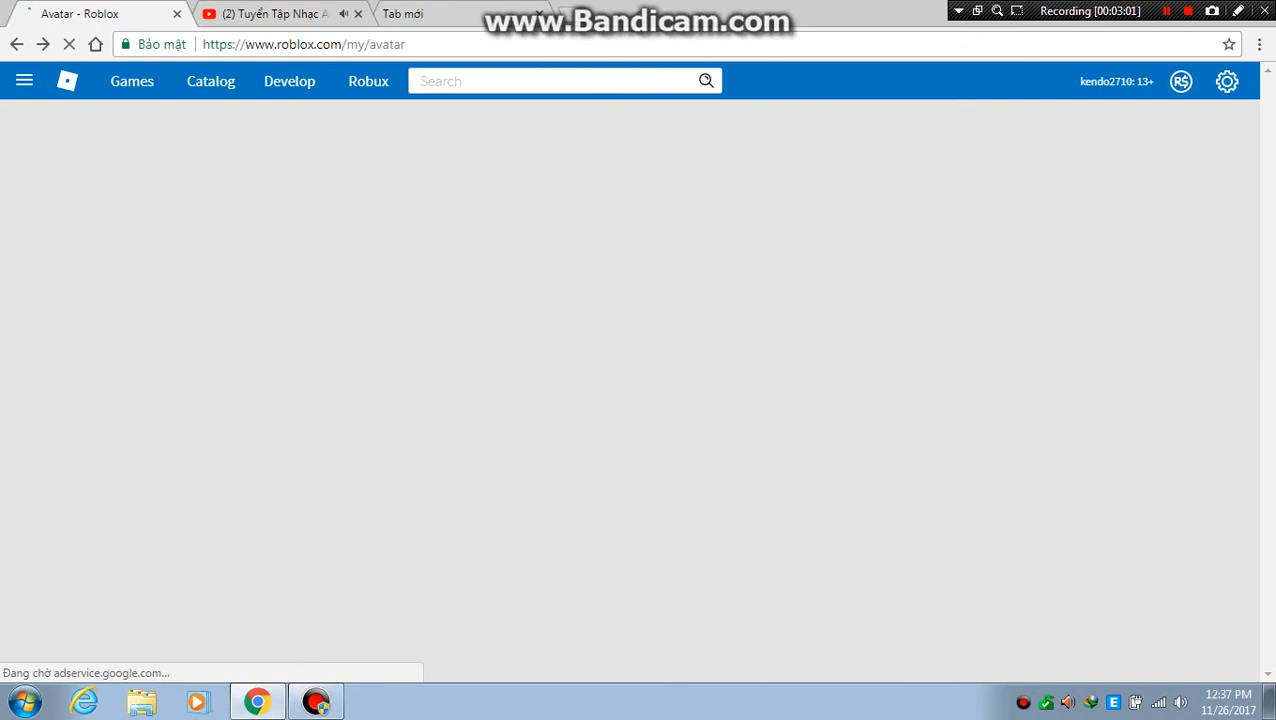 Avatar - Roblox
(2) Tuyển Tập Nhạc A
Tab mới
www.Bandicam.com
Recording [00:03:01]
Bảo mật
https://www.roblox.com/my/avatar
Games
Catalog
Develop
Robux
Search
kendo2710: 13+
R$
Đang chờ adservice.google.com...
12:37 PM
11/26/2017